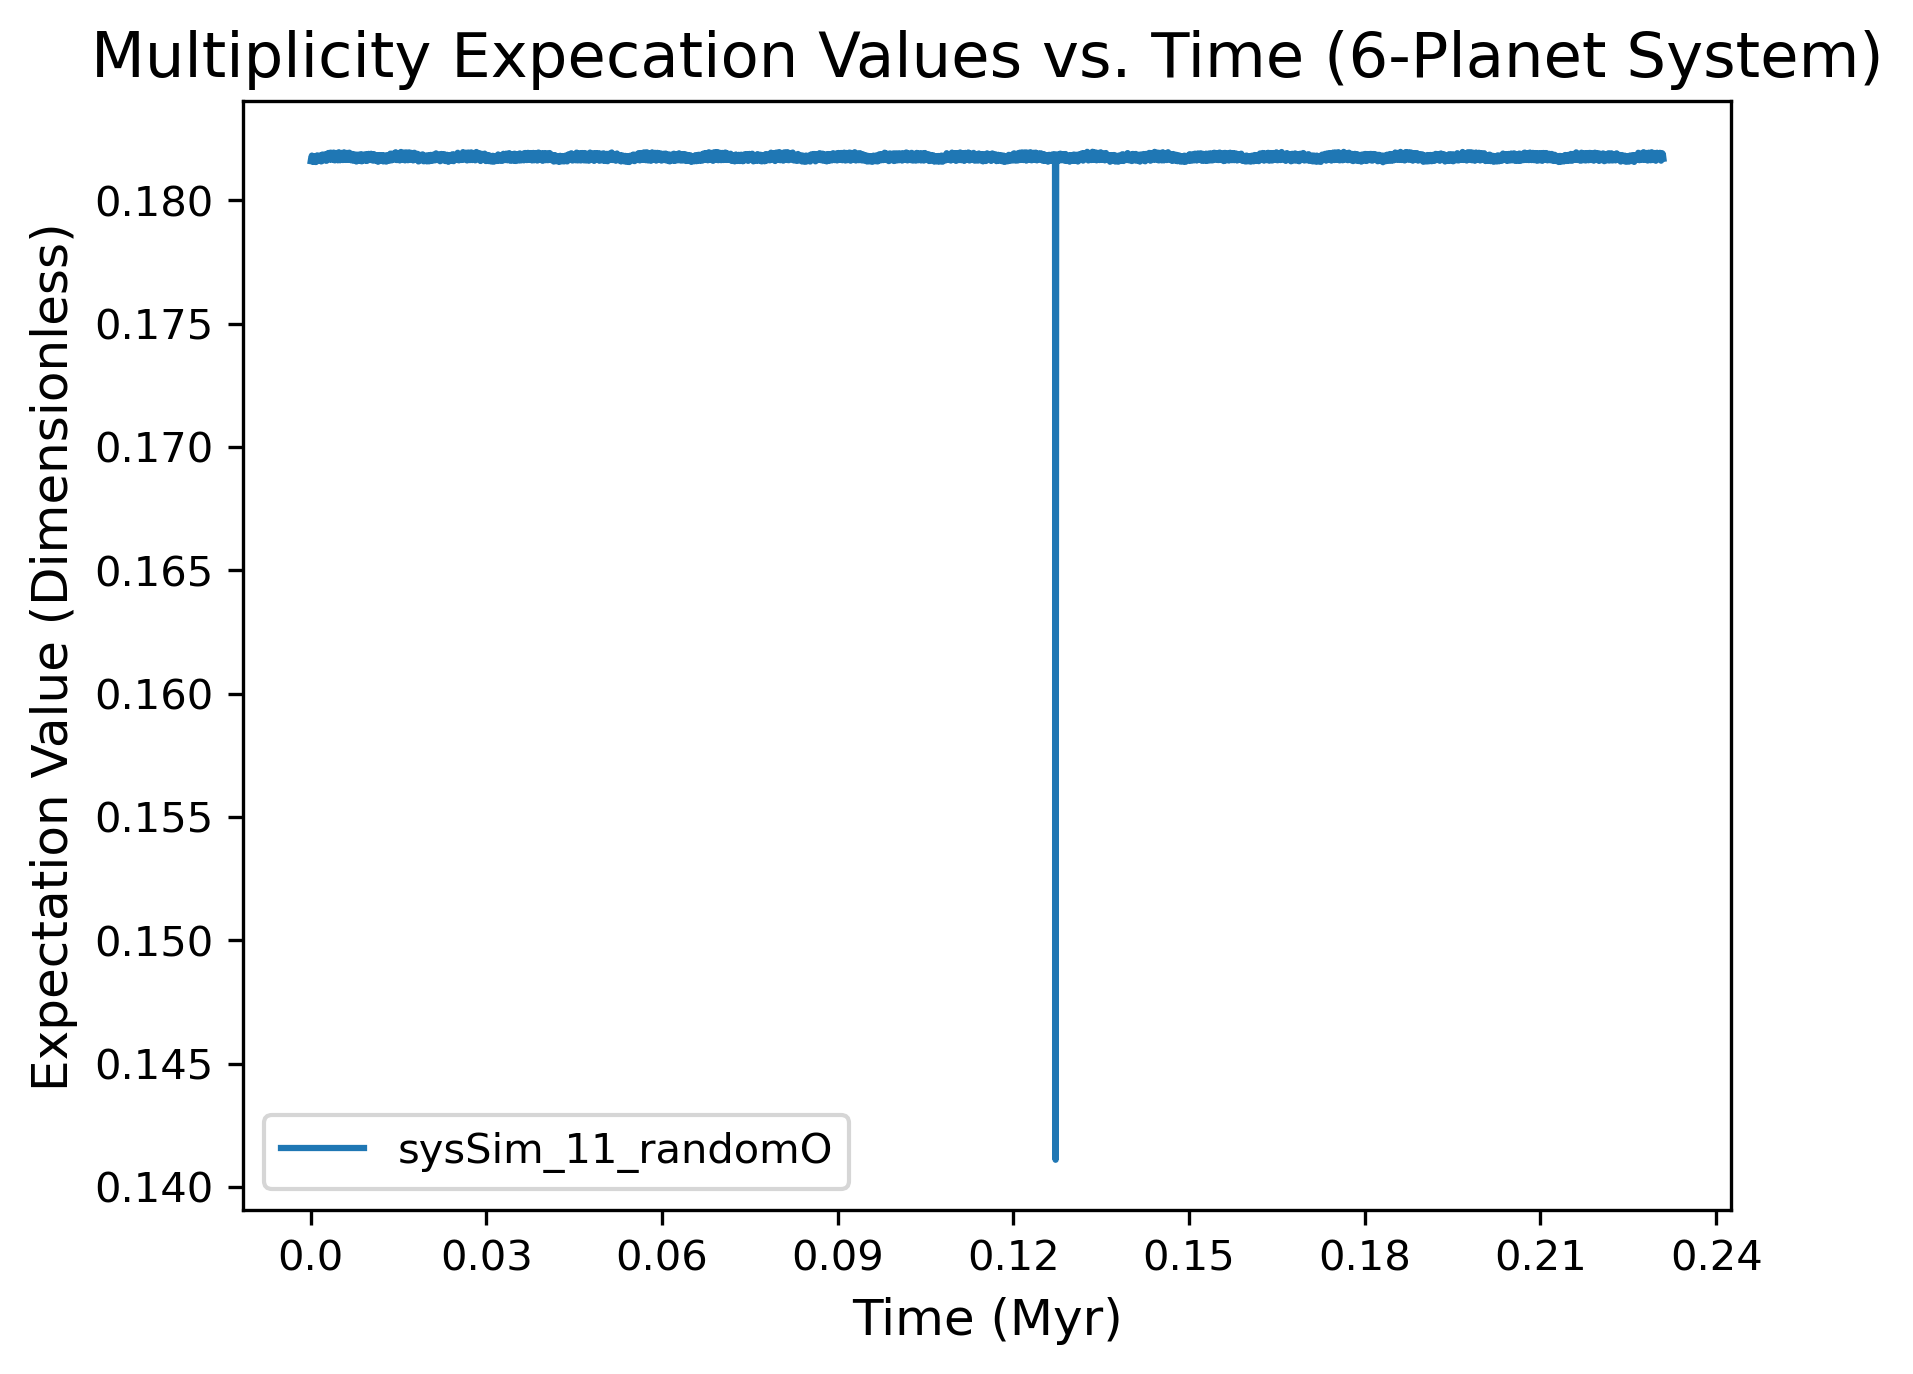 Multiplicity Expecation Values vs. Time (6-Planet System)
Expectation Value (Dimensionless)
0.180
0.175
0.170
0.165
0.160
0.155
0.150
0.145
0.140
sysSim_11_randomO
0.0 0.03 0.06 0.09 0.12 0.15 0.18 0.21 0.24
Time (Myr)